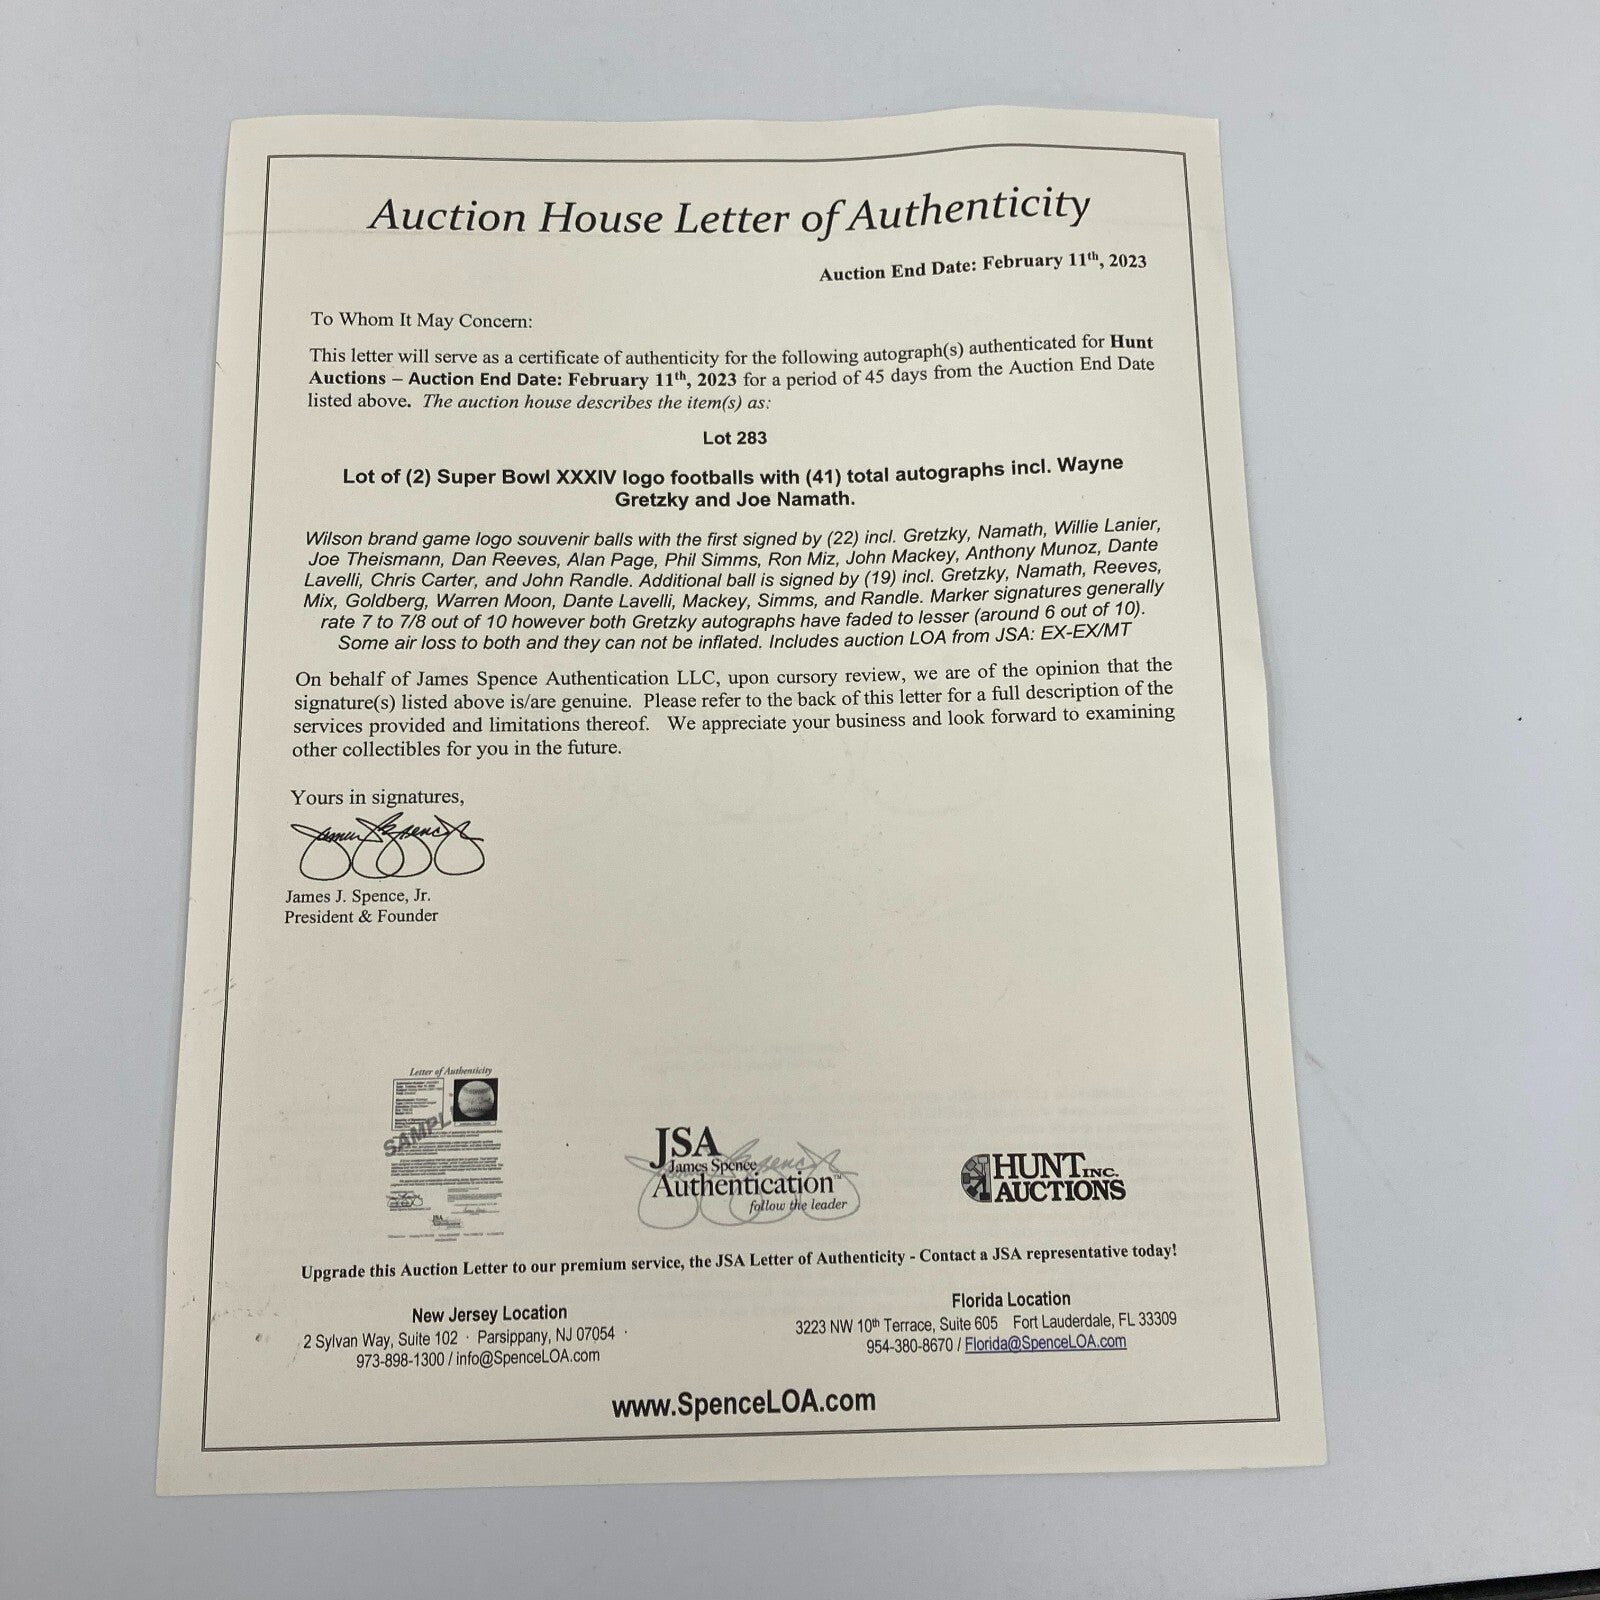 Auction House Letter of Authenticity
Auction End Date: February 11th, 2023
To Whom It May Concern:
This letter will serve as a certificate of authenticity for the following autograph(s) authenticated for Hunt
Auctions – Auction End Date: February 11th, 2023 for a period of 45 days from the Auction End Date
listed above. The auction house describes the item(s) as:
Lot 283
Lot of (2) Super Bowl XXXIV logo footballs with (41) total autographs incl. Wayne
Gretzky and Joe Namath.
Wilson brand game logo souvenir balls with the first signed by (22) incl. Gretzky, Namath, Willie Lanier,
Joe Theismann, Dan Reeves, Alan Page, Phil Simms, Ron Miz, John Mackey, Anthony Munoz, Dante
Lavelli, Chris Carter, and John Randle. Additional ball is signed by (19) incl. Gretzky, Namath, Reeves,
Mix, Goldberg, Warren Moon, Dante Lavelli, Mackey, Simms, and Randle. Marker signatures generally
rate 7 to 7/8 out of 10 however both Gretzky autographs have faded to lesser (around 6 out of 10).
Some air loss to both and they can not be inflated. Includes auction LOA from JSA: EX-EX/MT
On behalf of James Spence Authentication LLC, upon cursory review, we are of the opinion that the
signature(s) listed above is/are genuine. Please refer to the back of this letter for a full description of the
services provided and limitations thereof. We appreciate your business and look forward to examining
other collectibles for you in the future.
Yours in signatures,
James J. Spence, Jr.
President & Founder
Letter of Authenticity
SAMPLE
JSA
James Spence
Authentication™
follow the leader
HUNT INC.
AUCTIONS
Upgrade this Auction Letter to our premium service, the JSA Letter of Authenticity - Contact a JSA representative today!
New Jersey Location
2 Sylvan Way, Suite 102 · Parsippany, NJ 07054 ·
973-898-1300 / info@SpenceLOA.com
Florida Location
3223 NW 10th Terrace, Suite 605 Fort Lauderdale, FL 33309
954-380-8670 / Florida@SpenceLOA.com
www.SpenceLOA.com